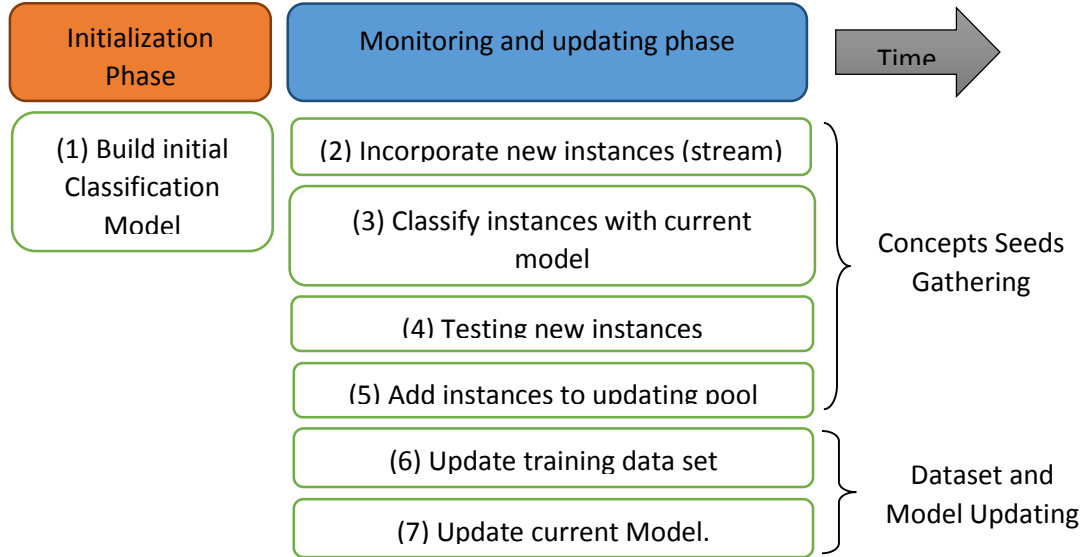 Initialization
Phase
Monitoring and updating phase
Time
(1) Build initial
Classification
Model
(2) Incorporate new instances (stream)
(3) Classify instances with current
model
(4) Testing new instances
(5) Add instances to updating pool
Concepts Seeds
Gathering
(6) Update training data set
(7) Update current Model.
Dataset and
Model Updating